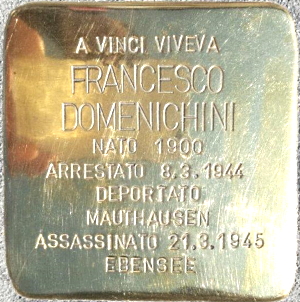 A VINCI VIVEVA
FRANCESCO
DOMENICHINI
NATO 1900
ARRESTATO 8.3.1944
DEPORTATO
MAUTHAUSEN
ASSASSINATO 21.3.1945
EBENSEE